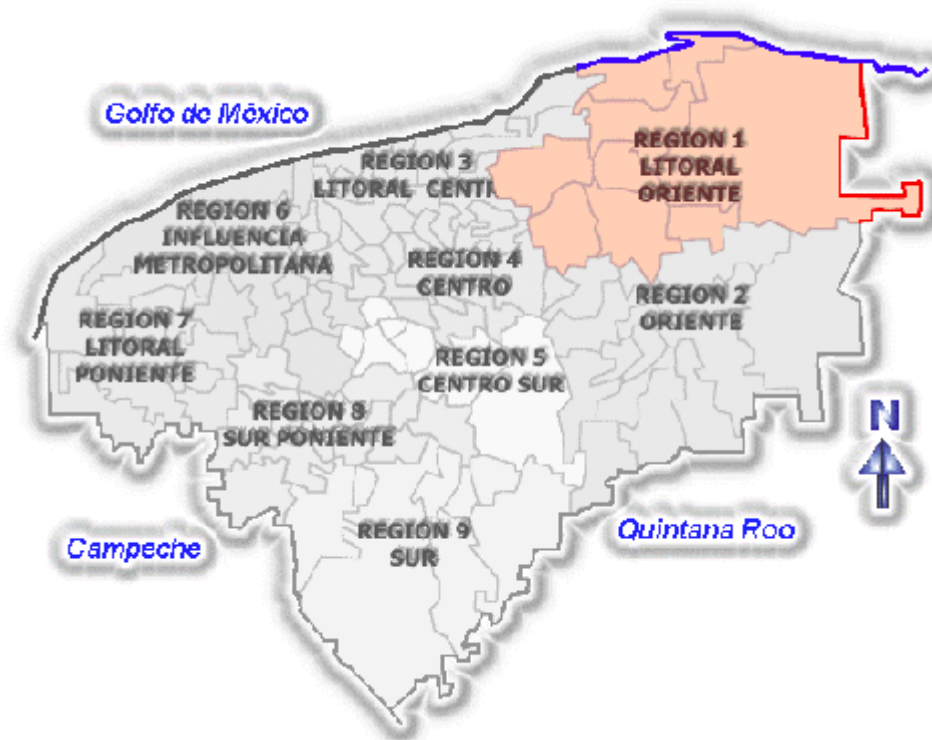 Golfo de México
REGION 1
LITORAL
ORIENTE
REGION 3
LITORAL CENTR
REGION 6
INFLUENCIA
METROPOLITANA
REGION 4
CENTRO
REGION 2
ORIENTE
REGION 7
LITORAL
PONIENTE
REGION 5
CENTRO SUR
REGION 8
SUR PONIENTE
N
Campeche
REGION 9
SUR
Quintana Roo